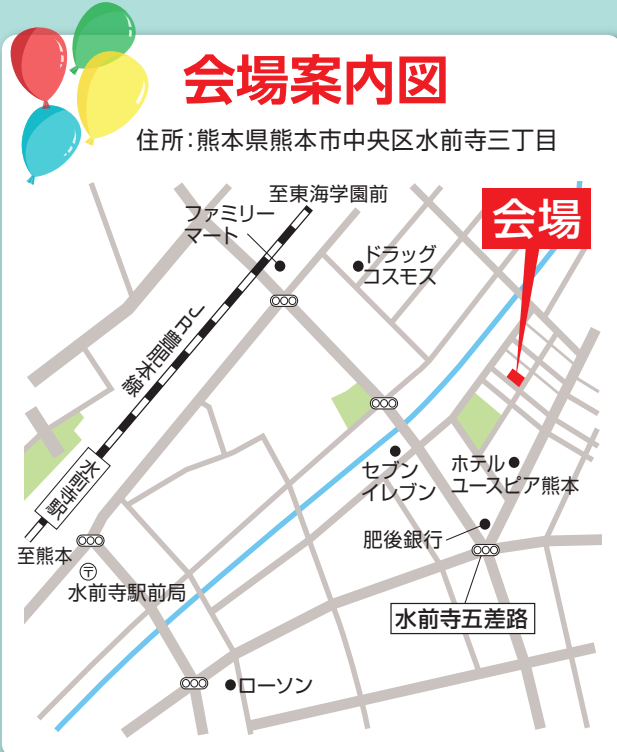 会場案内図
住所:熊本県熊本市中央区水前寺三丁目
至東海学園前
ファミリー
マート
会場
ドラッグ
コスモス
JR豊肥本線
セブン
イレブン
ホテル
ユースピア熊本
水前寺駅
肥後銀行
至熊本
〒
水前寺駅前局
水前寺五差路
ローソン